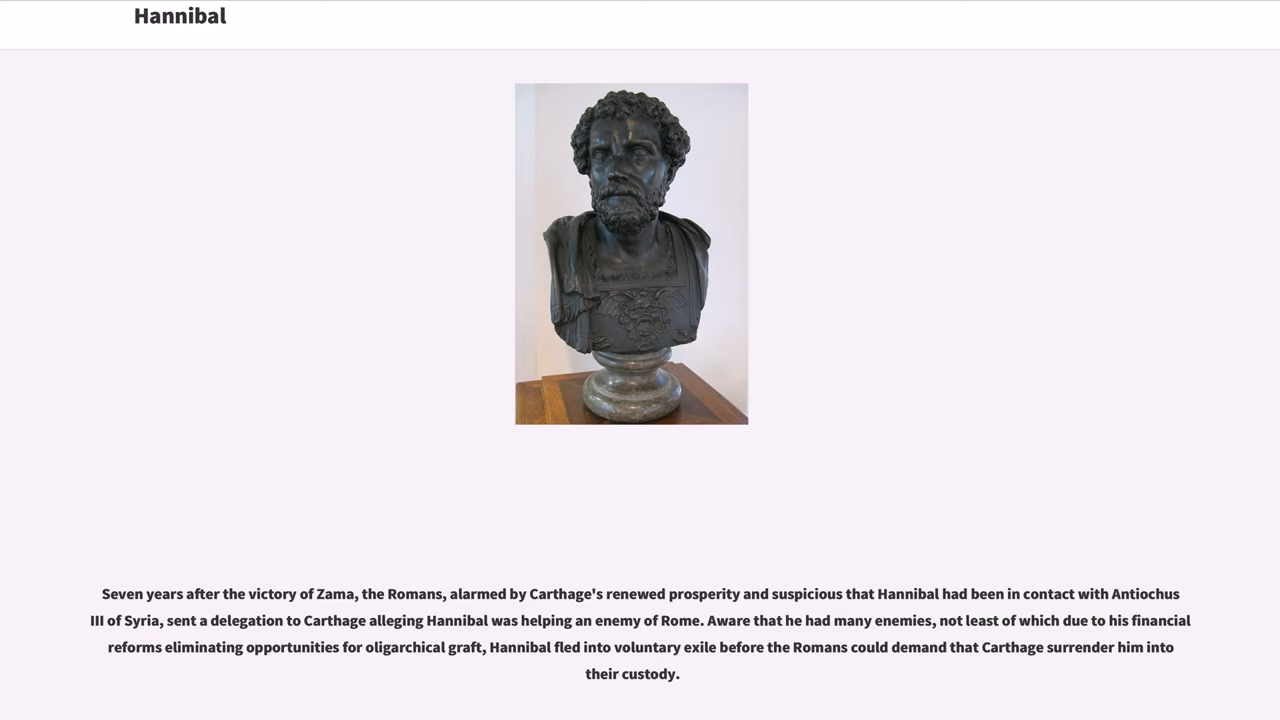 Hannibal
Seven years after the victory of Zama, the Romans, alarmed by Carthage's renewed prosperity and suspicious that Hannibal had been in contact with Antiochus
III of Syria, sent a delegation to Carthage alleging Hannibal was helping an enemy of Rome. Aware that he had many enemies, not least of which due to his financial
reforms eliminating opportunities for oligarchical graft, Hannibal fled into voluntary exile before the Romans could demand that Carthage surrender him into
their custody.